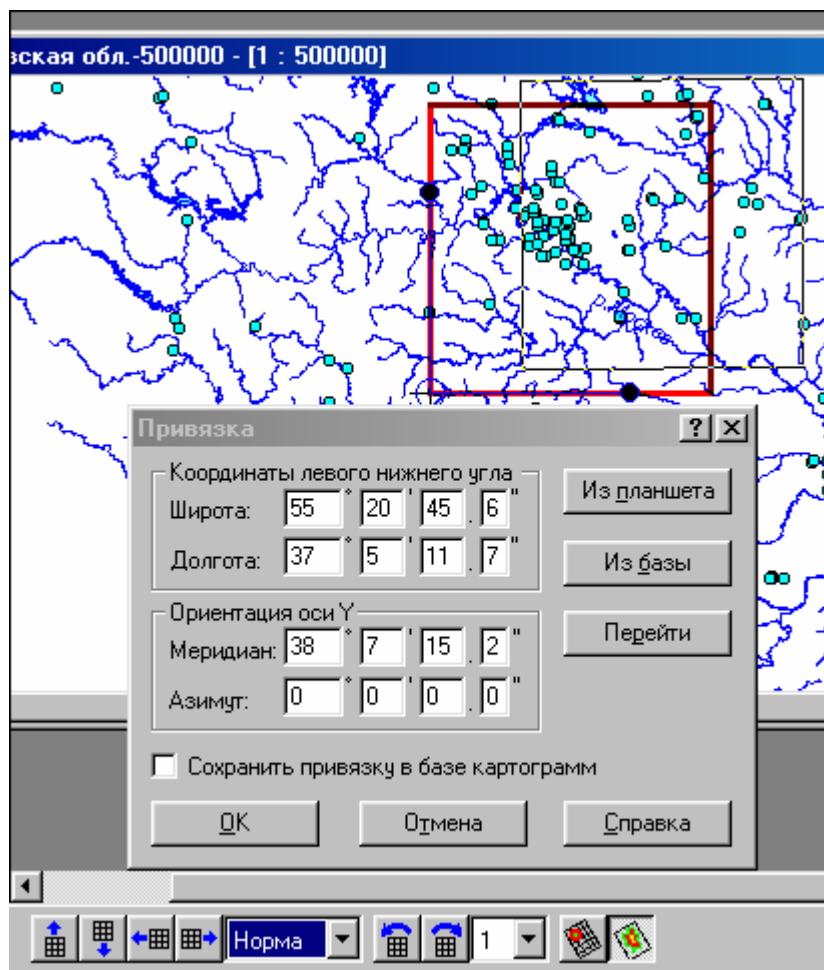 вская обл.-500000 - [1 : 500000]
Привязка
Координаты левого нижнего угла
Широта: 55 ° 20 ' 45 . 6 "
Долгота: 37 ° 5 ' 11 . 7 "
Ориентация оси Y
Меридиан: 38 ° 7 ' 15 . 2 "
Азимут: 0 ° 0 ' 0 . 0 "
Из планшета
Из базы
Перейти
Сохранить привязку в базе картограмм
OK
Отмена
Справка
Норма
1